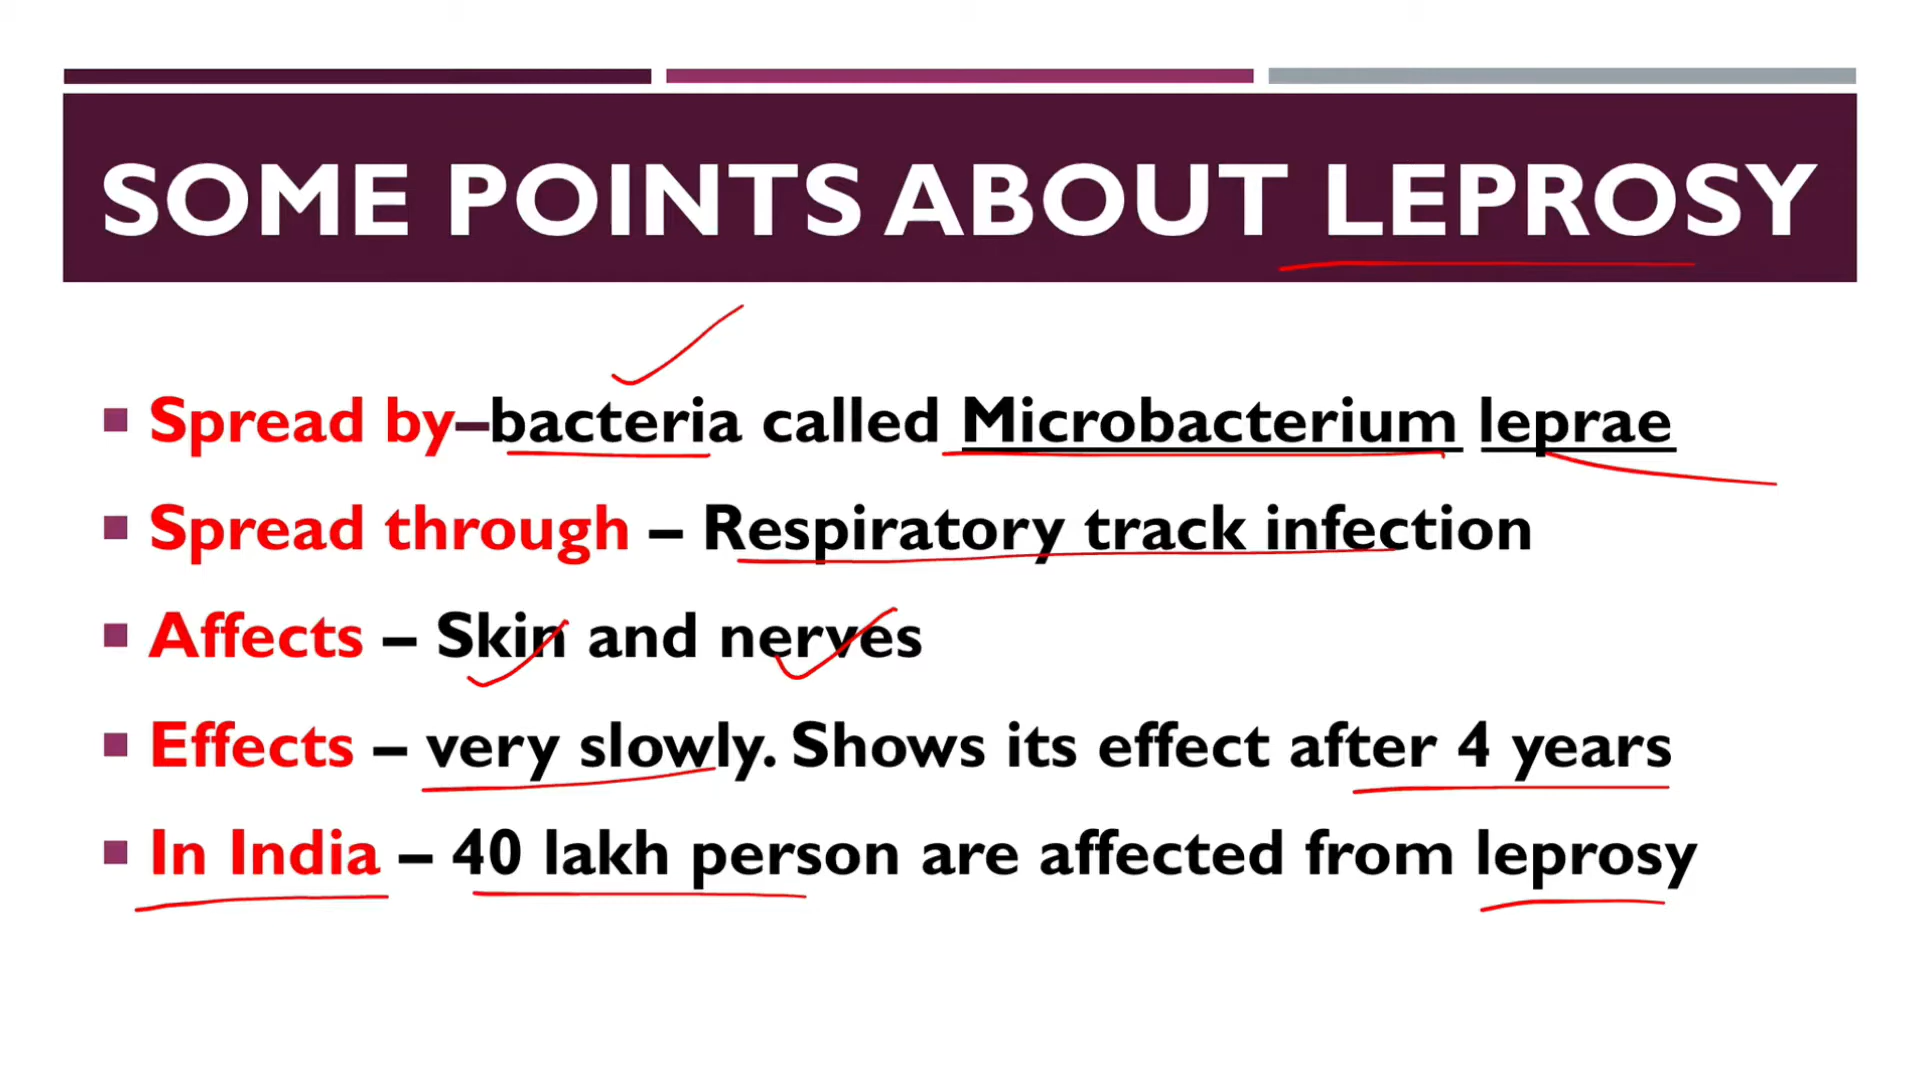 SOME POINTS ABOUT LEPROSY
Spread by–bacteria called Microbacterium leprae
Spread through – Respiratory track infection
Affects – Skin and nerves
Effects – very slowly. Shows its effect after 4 years
In India – 40 lakh person are affected from leprosy